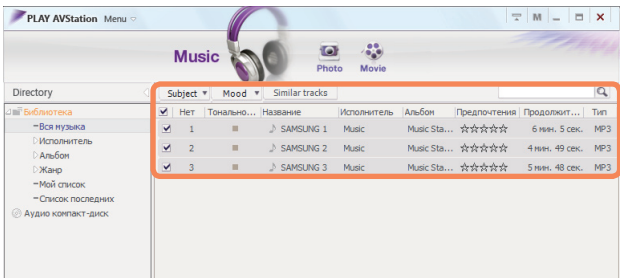 PLAY AVStation Menu
M
Music
Photo
Movie
Directory
Subject Mood Similar tracks
Библиотека
Вся музыка
Исполнитель
Альбом
Жанр
Мой список
Список последних
Аудио компакт-диск
Нет Тонально... Название Исполнитель Альбом Предпочтения Продолжит... Тип
1 SAMSUNG 1 Music Music Sta... ☆☆☆☆☆ 6 мин. 5 сек. MP3
2 SAMSUNG 2 Music Music Sta... ☆☆☆☆☆ 4 мин. 49 сек. MP3
3 SAMSUNG 3 Music Music Sta... ☆☆☆☆☆ 5 мин. 48 сек. MP3